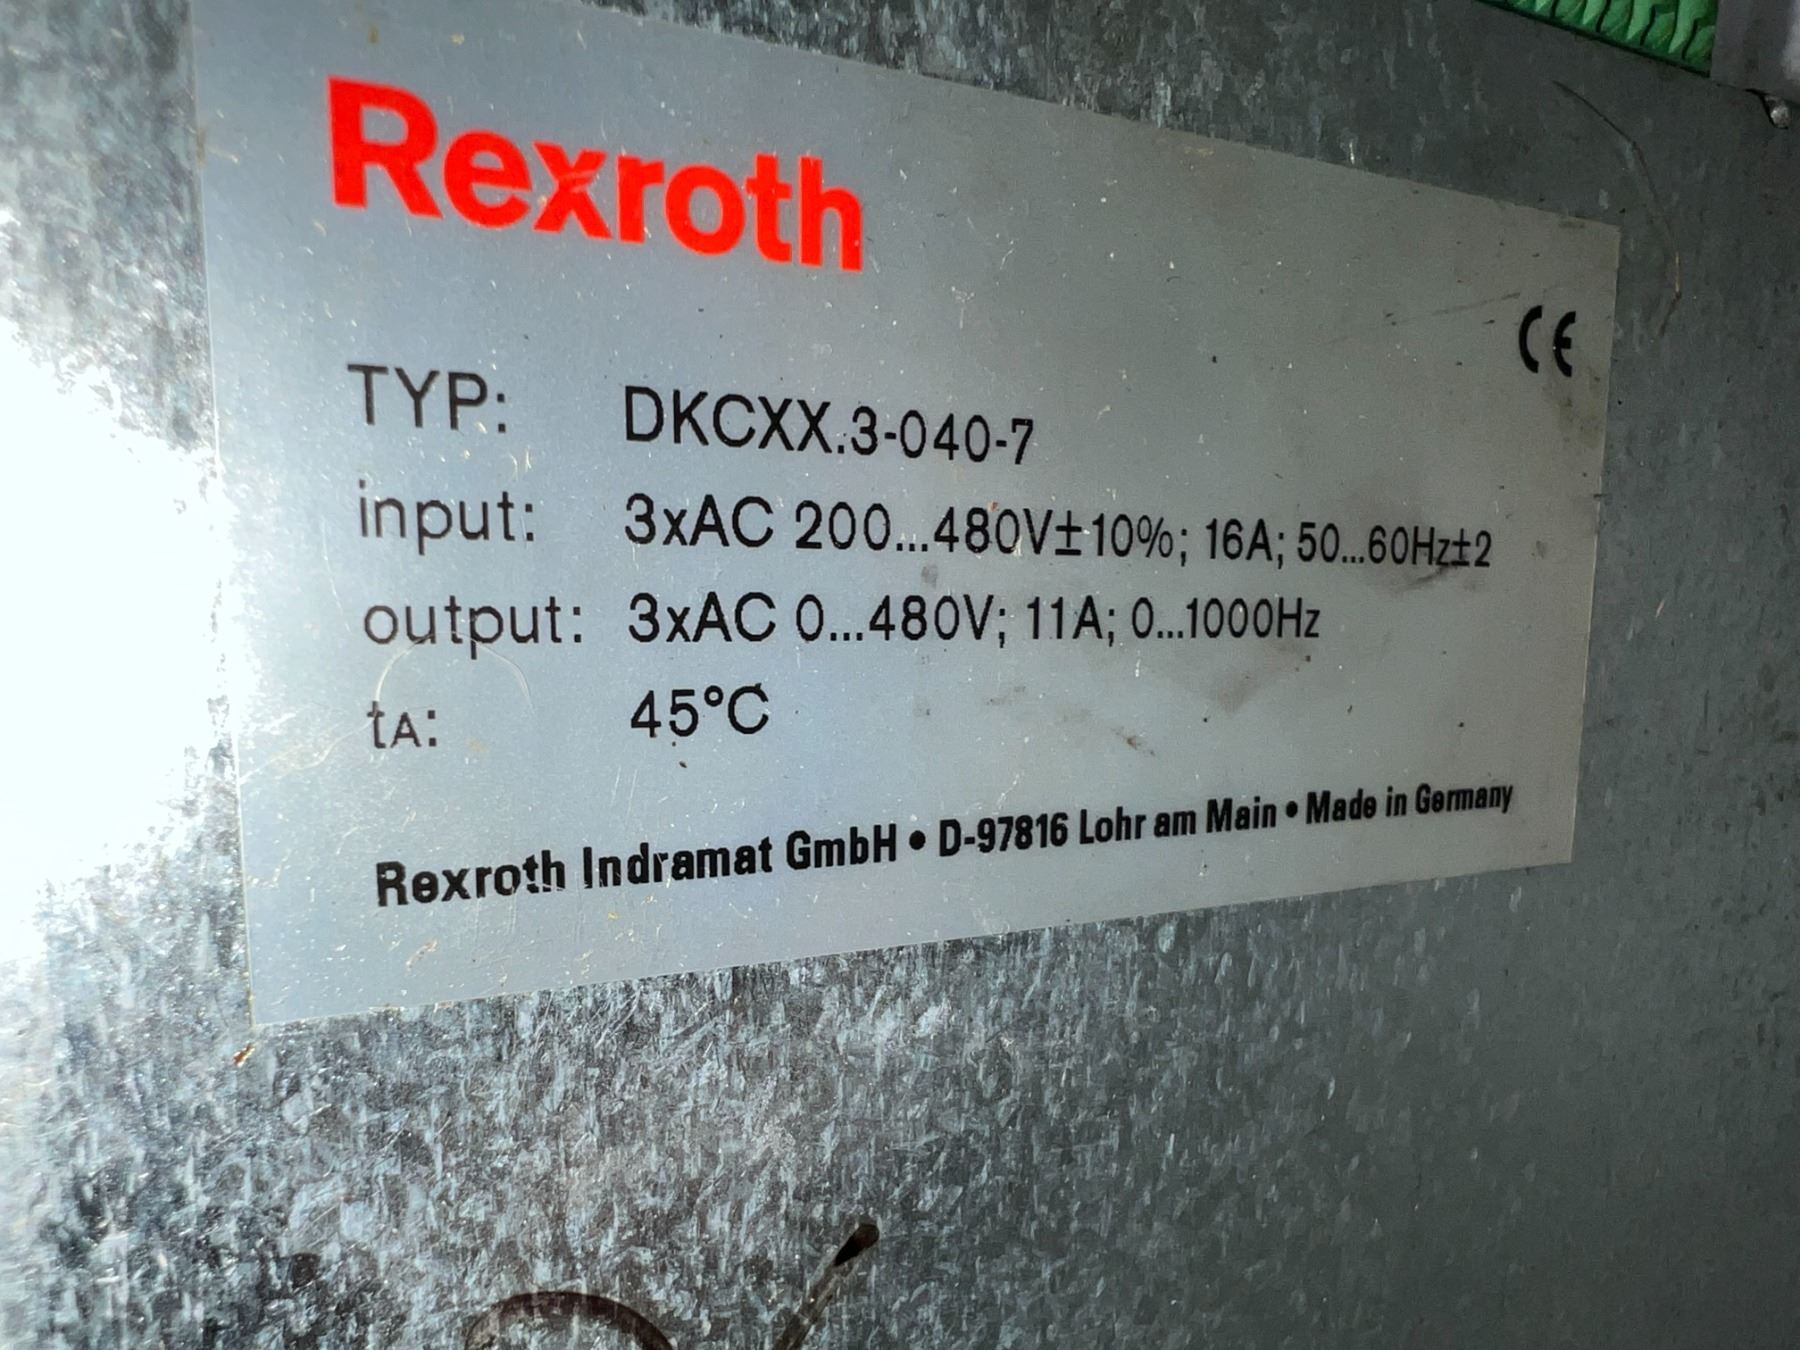 Rexroth
CE
TYP: DKCXX.3-040-7
input: 3xAC 200...480V±10%; 16A; 50...60Hz±2
output: 3xAC 0...480V; 11A; 0...1000Hz
tA: 45°C
Rexroth Indramat GmbH • D-97816 Lohr am Main • Made in Germany